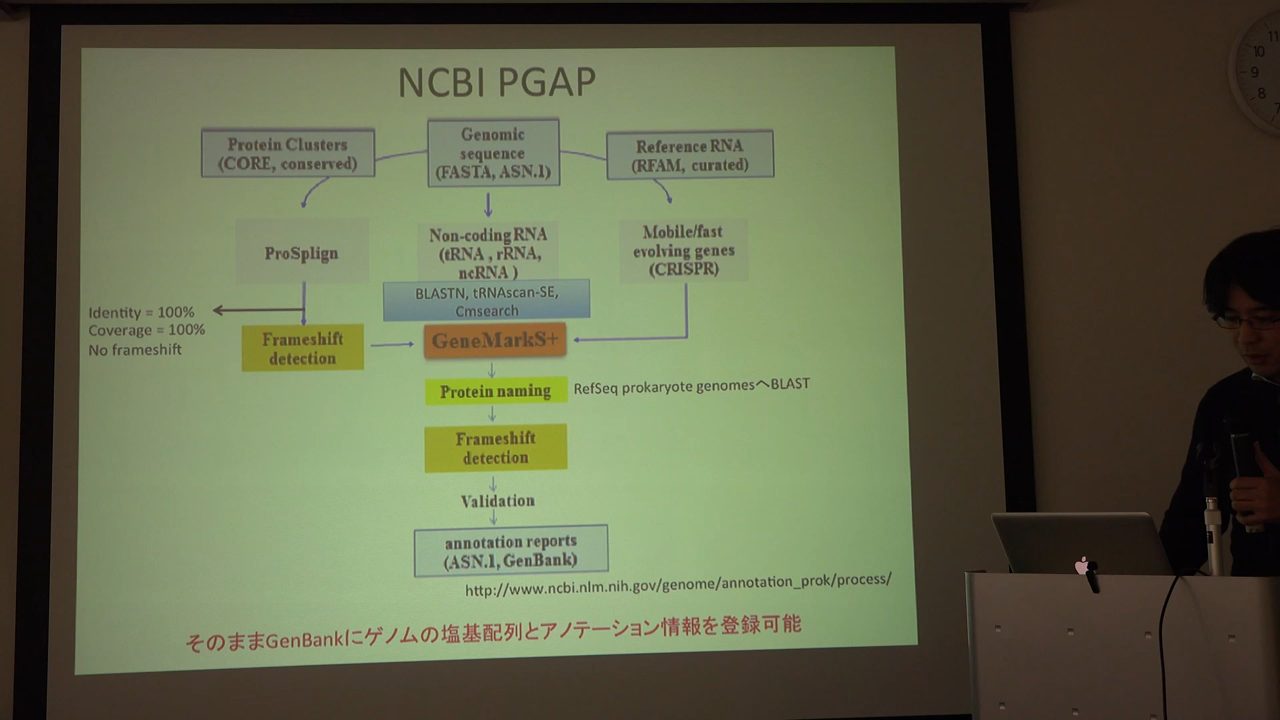 NCBI PGAP
Protein Clusters
(CORE, conserved)
Genomic
sequence
(FASTA, ASN.1)
Reference RNA
(RFAM, curated)
ProSplign
Non-coding RNA
(tRNA , rRNA,
ncRNA )
Mobile/fast
evolving genes
(CRISPR)
BLASTN, tRNAscan-SE,
Cmsearch
Identity = 100%
Coverage = 100%
No frameshift
Frameshift
detection
GeneMarkS+
Protein naming
RefSeq prokaryote genomesへBLAST
Frameshift
detection
Validation
annotation reports
(ASN.1, GenBank)
http://www.ncbi.nlm.nih.gov/genome/annotation_prok/process/
そのままGenBankにゲノムの塩基配列とアノテーション情報を登録可能
11
10
9
8
7